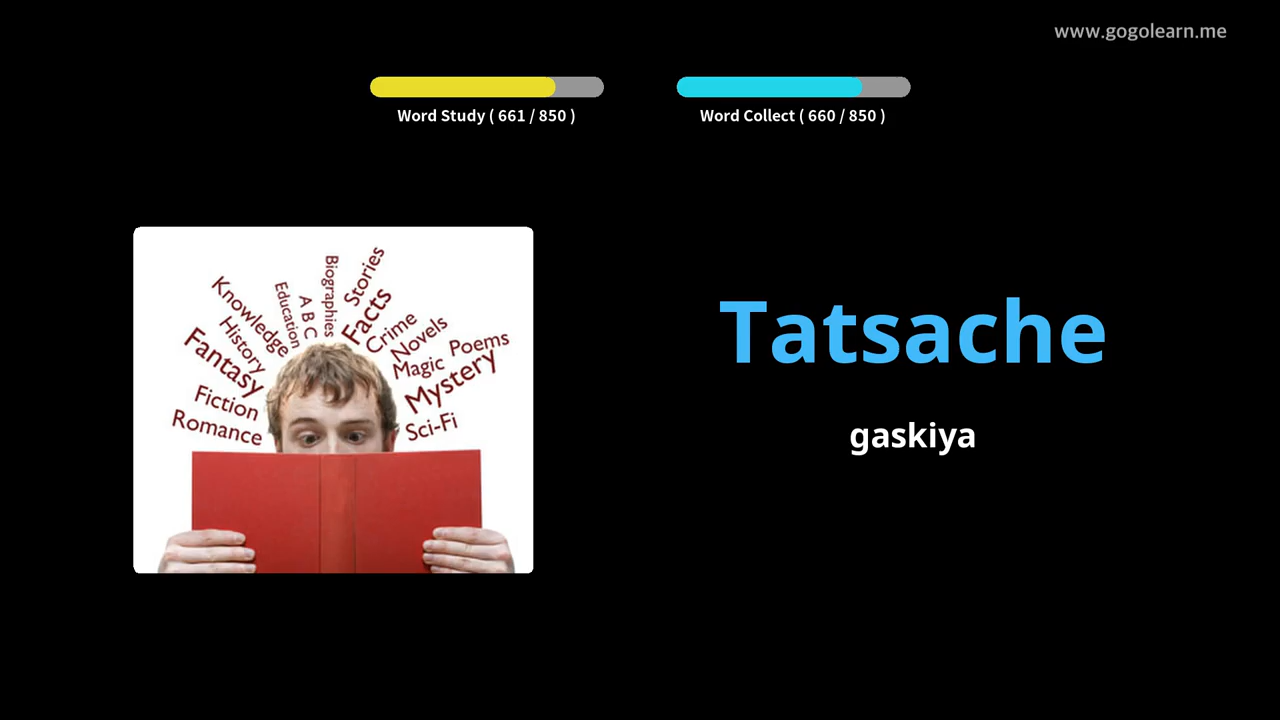 www.gogolearn.me
Word Study ( 661 / 850 )
Word Collect ( 660 / 850 )
Tatsache
gaskiya
Romance
Fiction
Fantasy
History
Knowledge
Education
A B C
Biographies
Stories
Facts
Crime
Novels
Magic
Poems
Mystery
Sci-Fi